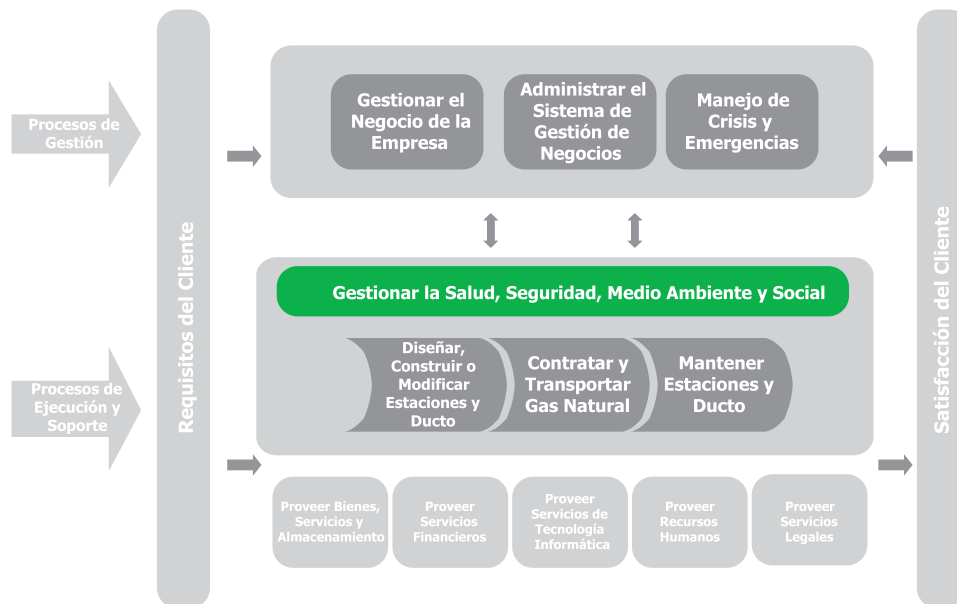 Procesos de
Gestión
Requisitos del Cliente
Gestionar el
Negocio de la
Empresa
Administrar el
Sistema de
Gestión de
Negocios
Manejo de
Crisis y
Emergencias
Satisfacción del Cliente
Procesos de
Ejecución y
Soporte
Gestionar la Salud, Seguridad, Medio Ambiente y Social
Diseñar,
Construir o
Modificar
Estaciones y
Ducto
Contratar y
Transportar
Gas Natural
Mantener
Estaciones y
Ducto
Proveer Bienes,
Servicios y
Almacenamiento
Proveer
Servicios
Financieros
Proveer
Servicios de
Tecnología
Informática
Proveer
Recursos
Humanos
Proveer
Servicios
Legales